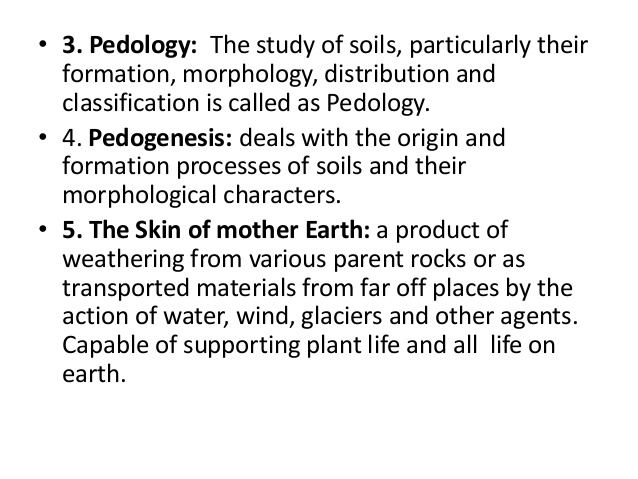 • 3. Pedology: The study of soils, particularly their
formation, morphology, distribution and
classification is called as Pedology.
• 4. Pedogenesis: deals with the origin and
formation processes of soils and their
morphological characters.
• 5. The Skin of mother Earth: a product of
weathering from various parent rocks or as
transported materials from far off places by the
action of water, wind, glaciers and other agents.
Capable of supporting plant life and all life on
earth.